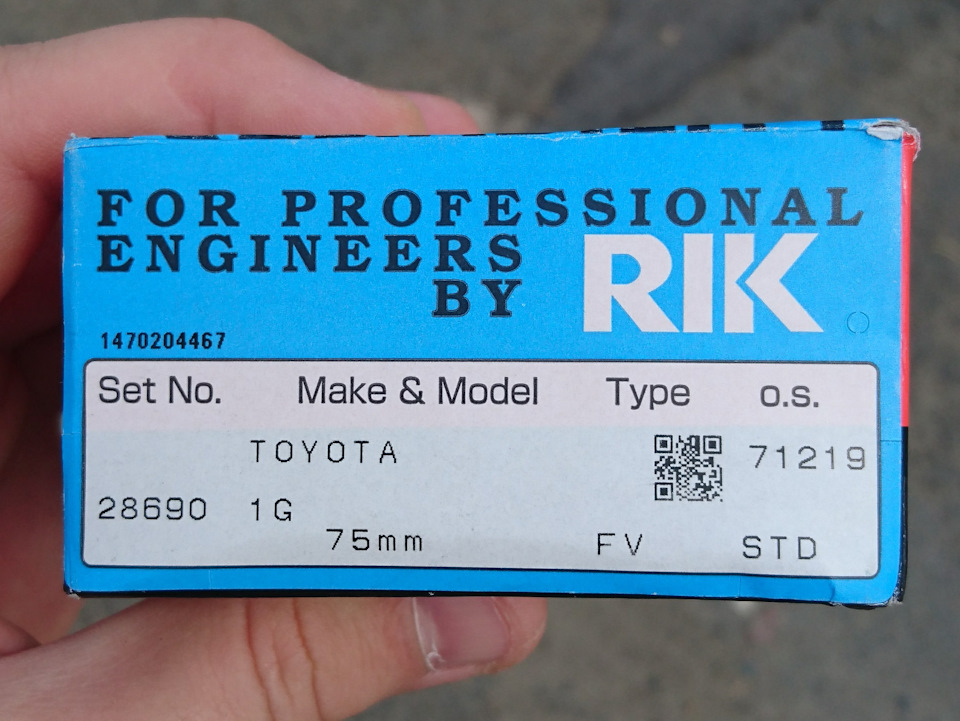 FOR PROFESSIONAL
ENGINEERS
BY RIK
1470204467
Set No. Make & Model Type o.s.
TOYOTA 71219
28690 1G
75mm FV STD